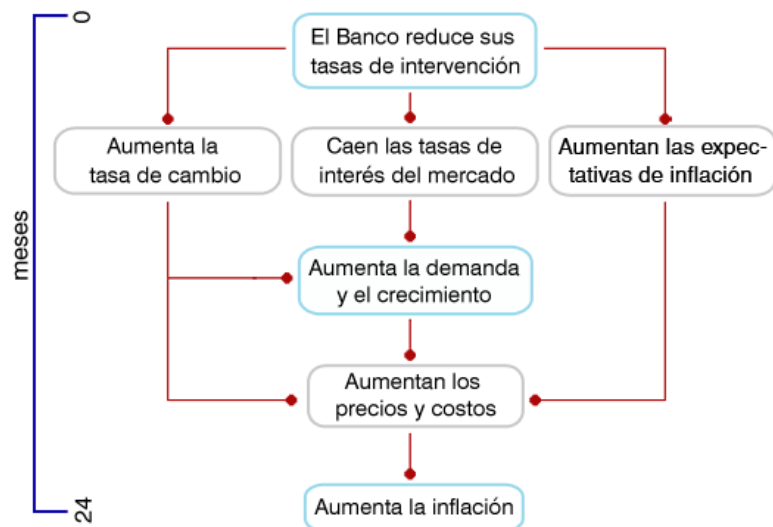 0
meses
24
El Banco reduce sus
tasas de intervención
Aumenta la
tasa de cambio
Caen las tasas de
interés del mercado
Aumentan las expec-
tativas de inflación
Aumenta la demanda
y el crecimiento
Aumentan los
precios y costos
Aumenta la inflación